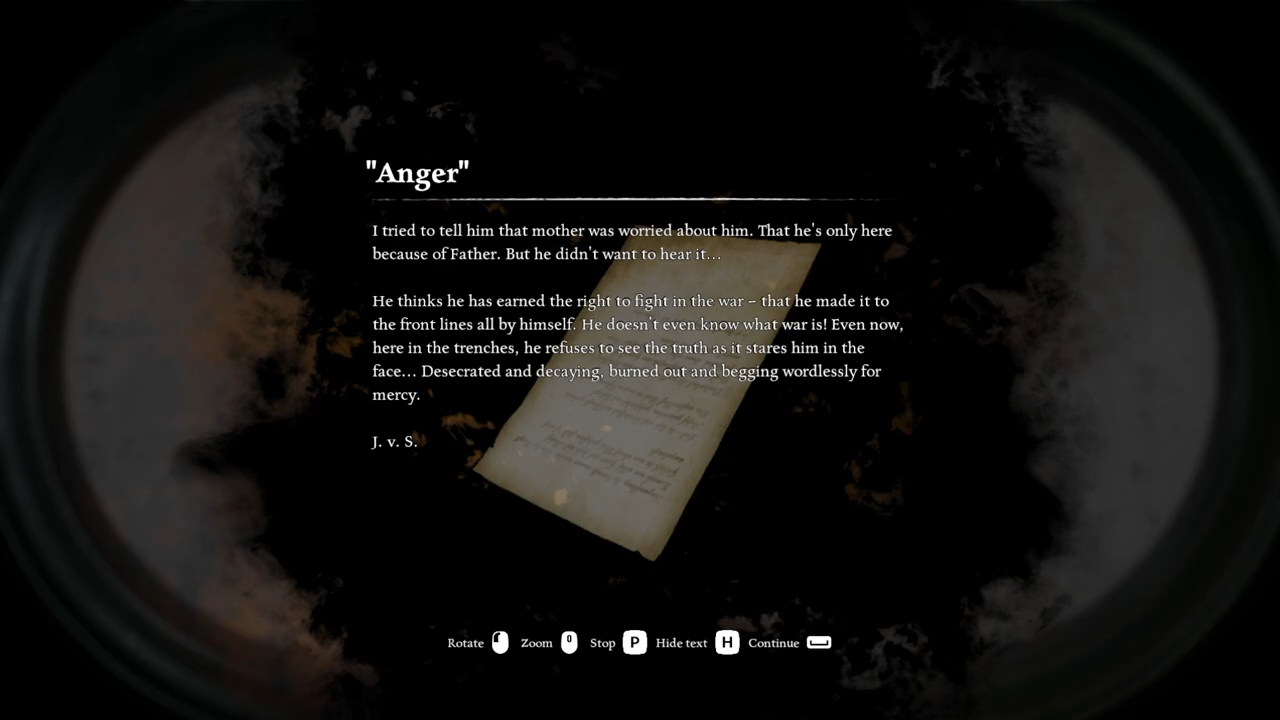 "Anger"
I tried to tell him that mother was worried about him. That he's only here
because of Father. But he didn't want to hear it...
He thinks he has earned the right to fight in the war – that he made it to
the front lines all by himself. He doesn't even know what war is! Even now,
here in the trenches, he refuses to see the truth as it stares him in the
face... Desecrated and decaying, burned out and begging wordlessly for
mercy.
J. v. S.
Rotate Zoom 0 Stop P Hide text H Continue